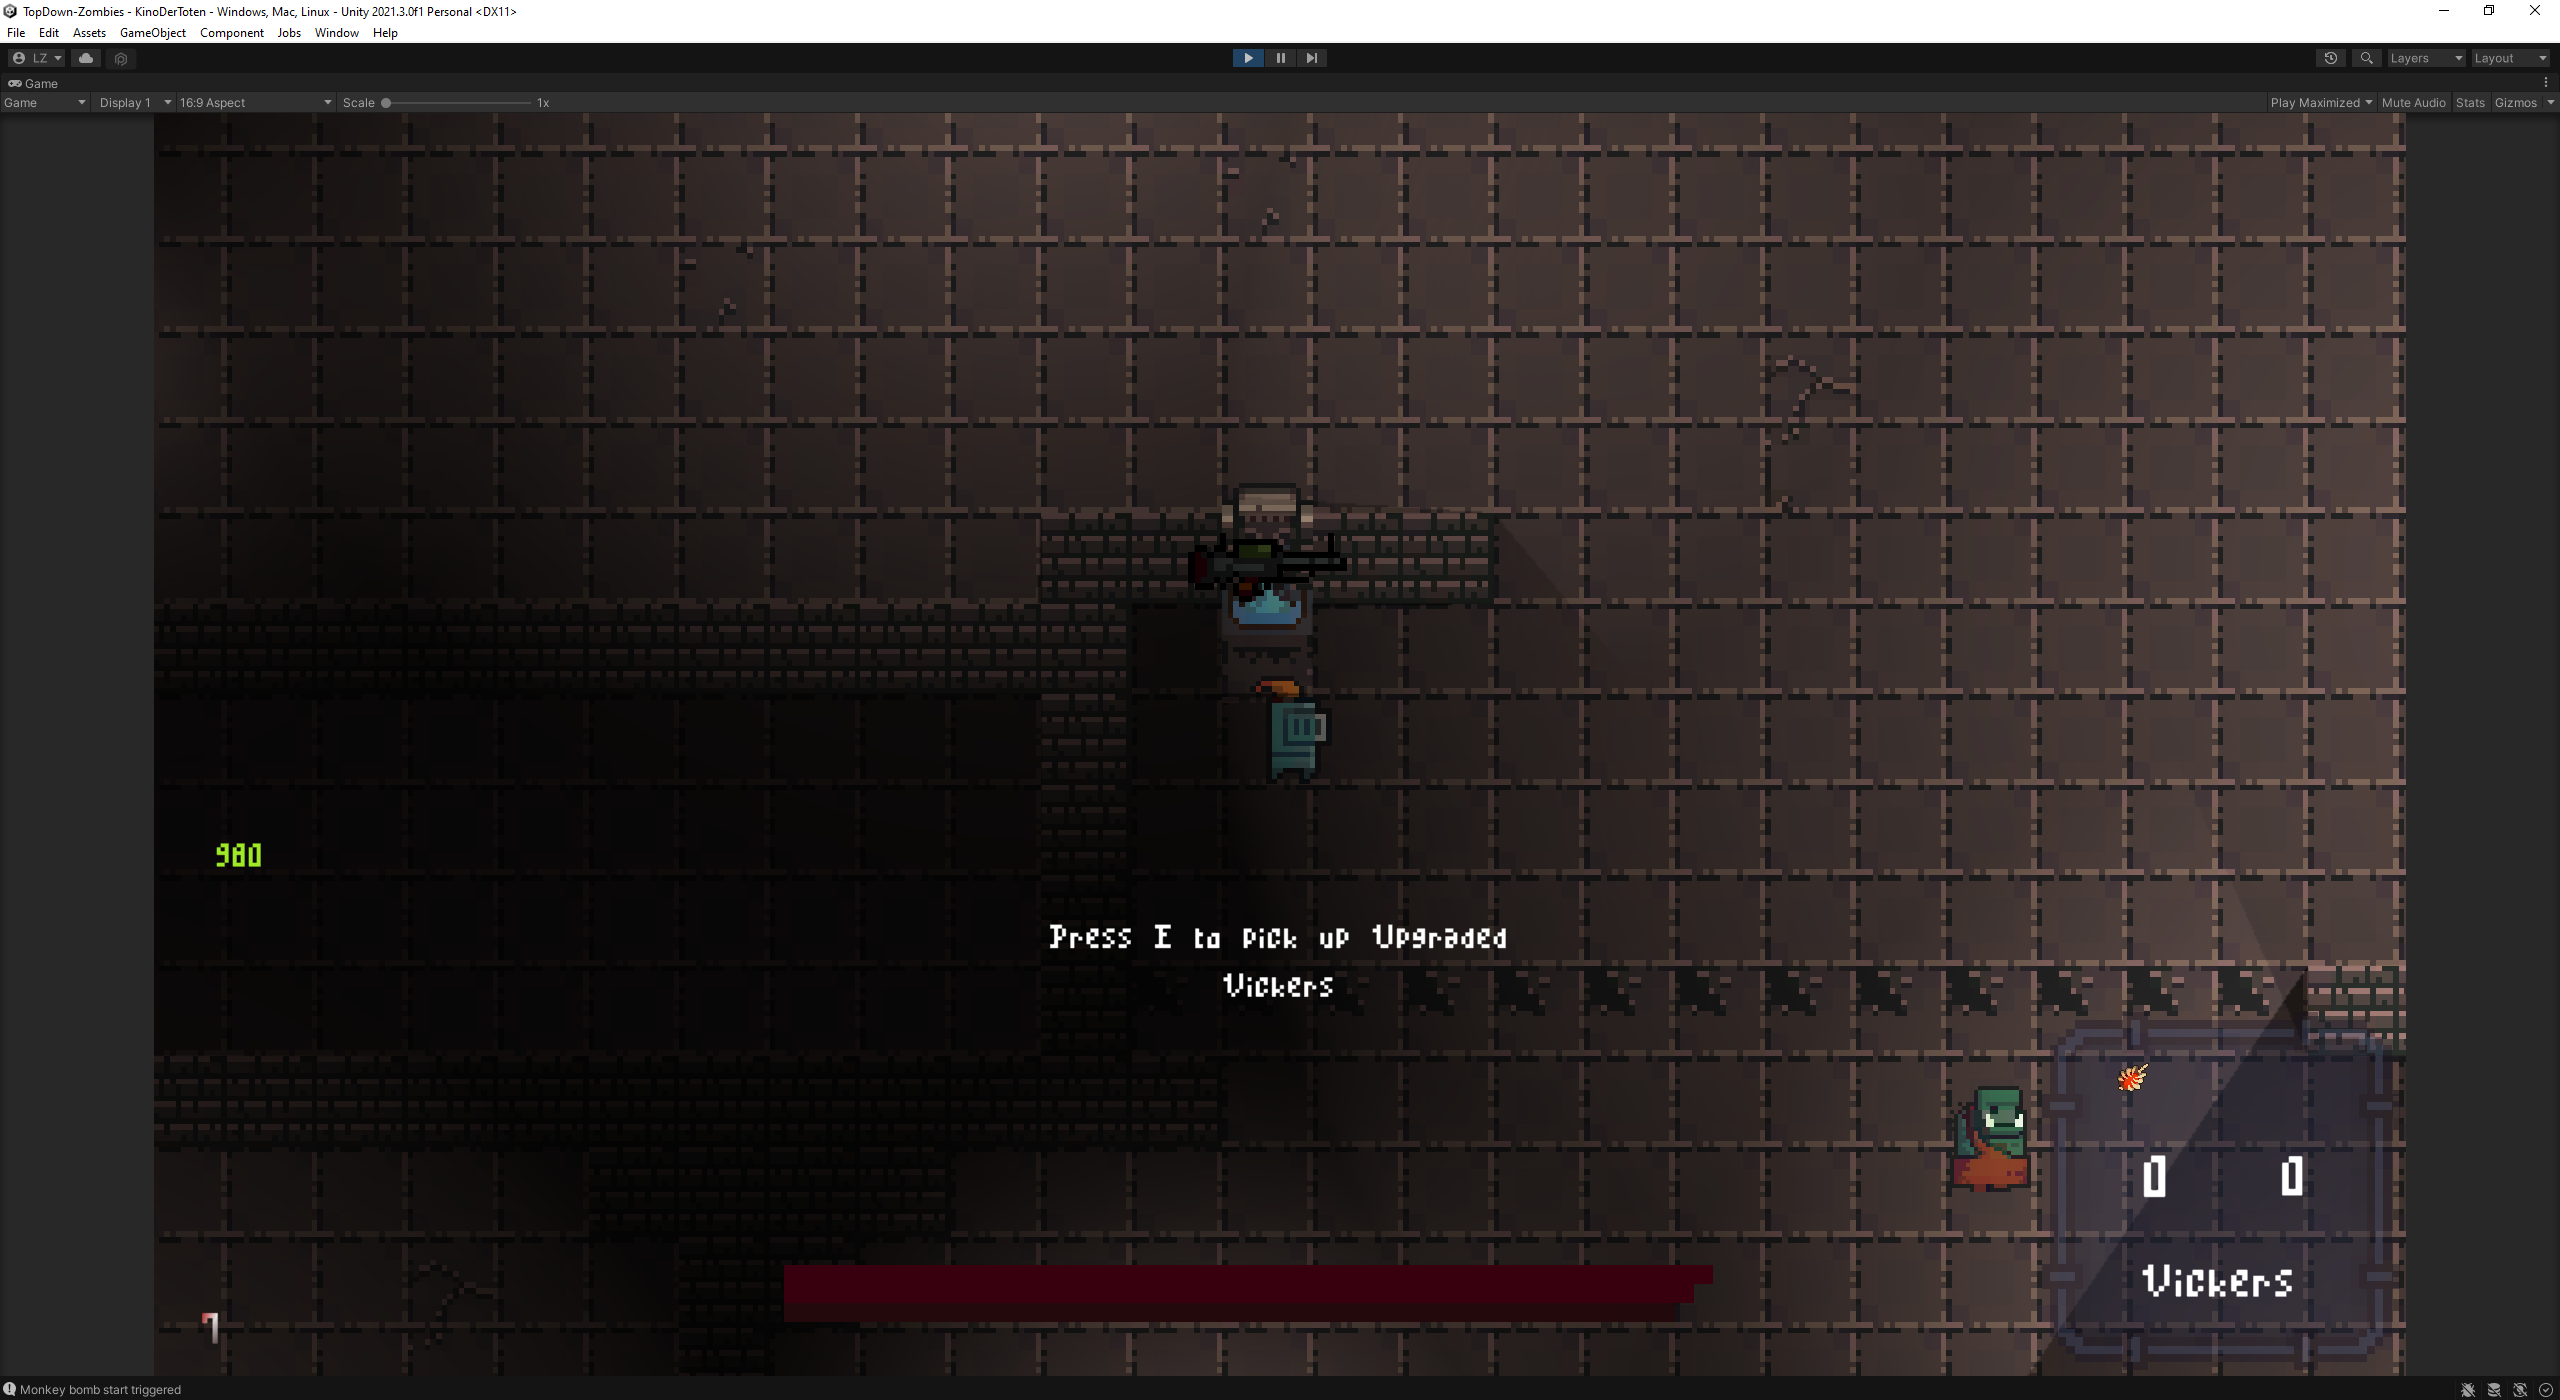 TopDown-Zombies - KinoDerToten - Windows, Mac, Linux - Unity 2021.3.0f1 Personal <DX11>
File Edit Assets GameObject Component Jobs Window Help
LZ Layers Layout
Game
Game Display 1 16:9 Aspect Scale 1x Play Maximized Mute Audio Stats Gizmos
980
Press E to pick up Upgraded
Vickers
0 0
Vickers
1
Monkey bomb start triggered